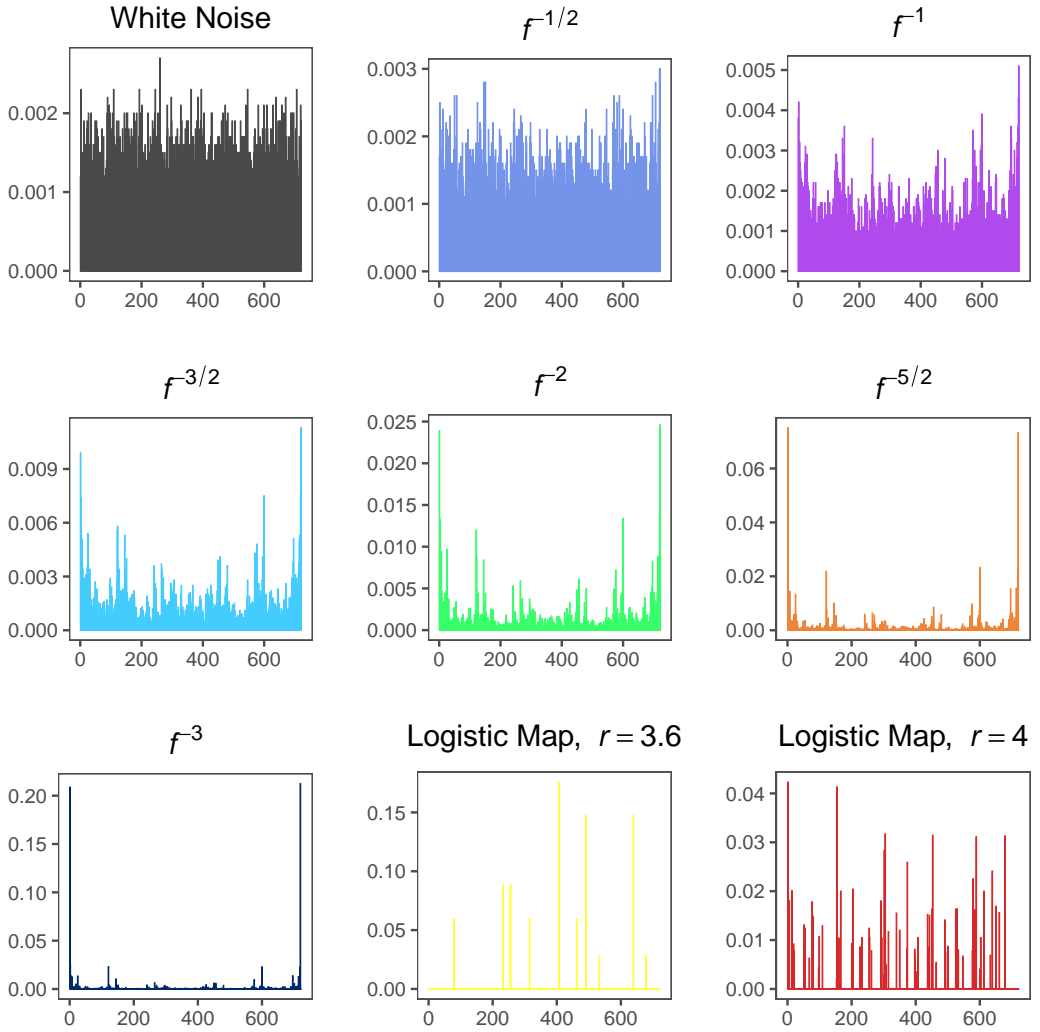 White Noise
f^{-1/2}
f^{-1}
0.002
0.001
0.000
0 200 400 600
0.003
0.002
0.001
0.000
0 200 400 600
0.005
0.004
0.003
0.002
0.001
0.000
0 200 400 600
f^{-3/2}
f^{-2}
f^{-5/2}
0.009
0.006
0.003
0.000
0 200 400 600
0.025
0.020
0.015
0.010
0.005
0.000
0 200 400 600
0.06
0.04
0.02
0.00
0 200 400 600
f^{-3}
Logistic Map, r = 3.6
Logistic Map, r = 4
0.20
0.15
0.10
0.05
0.00
0 200 400 600
0.15
0.10
0.05
0.00
0 200 400 600
0.04
0.03
0.02
0.01
0.00
0 200 400 600